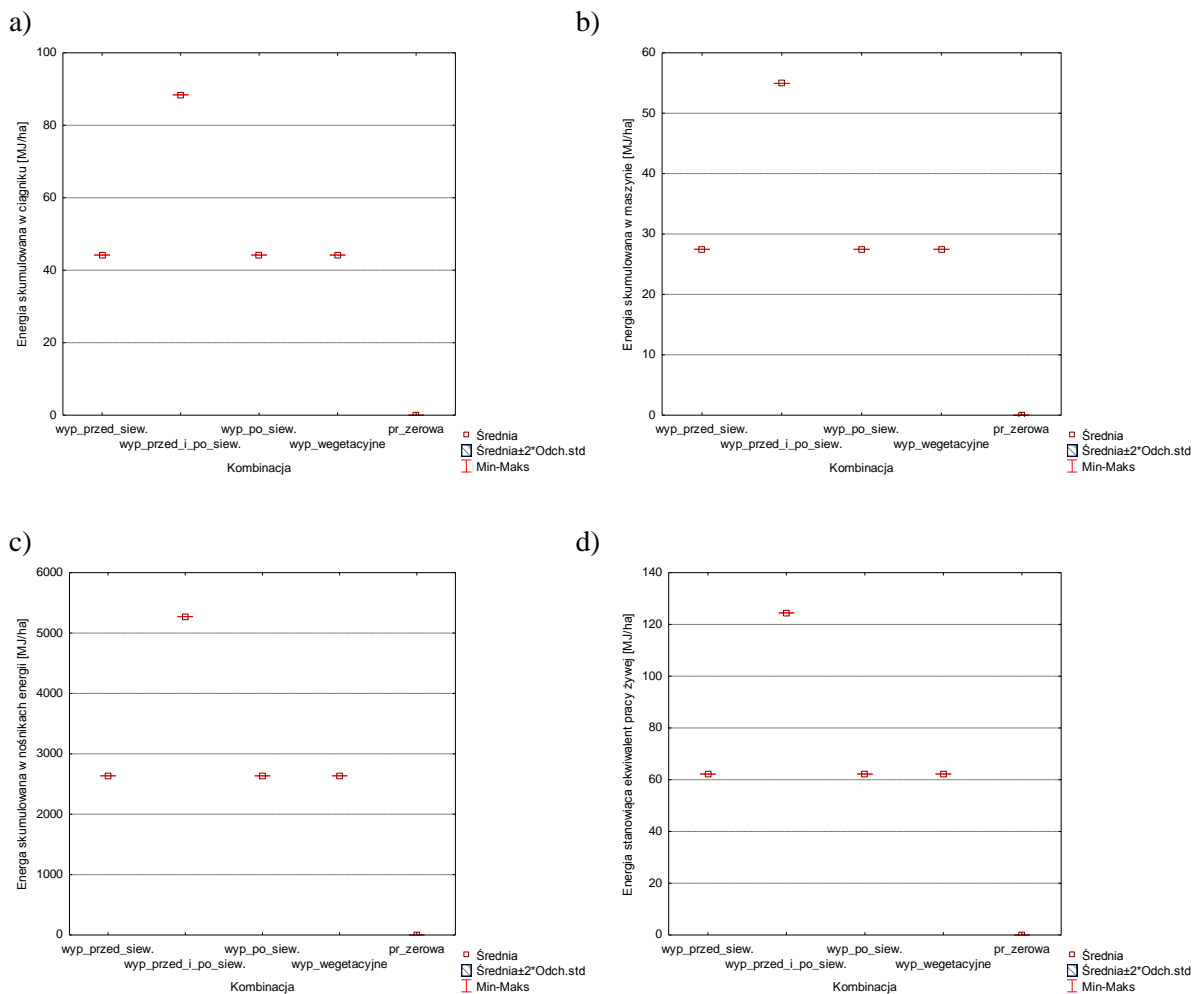 a)
Energia skumulowana w ciągniku [MJ/ha]
100
80
60
40
20
0
wyp_przed_siew.
wyp_po_siew.
pr_zerowa
wyp_przed_i_po_siew.
wyp_wegetacyjne
Kombinacja
Średnia
Średnia±2*Odch.std
Min-Maks
b)
Energia skumulowana w maszynie [MJ/ha]
60
50
40
30
20
10
0
wyp_przed_siew.
wyp_po_siew.
pr_zerowa
wyp_przed_i_po_siew.
wyp_wegetacyjne
Kombinacja
Średnia
Średnia±2*Odch.std
Min-Maks
c)
Energa skumulowana w nośnikach energii [MJ/ha]
6000
5000
4000
3000
2000
1000
0
wyp_przed_siew.
wyp_po_siew.
pr_zerowa
wyp_przed_i_po_siew.
wyp_wegetacyjne
Kombinacja
Średnia
Średnia±2*Odch.std
Min-Maks
d)
Energia stanowiąca ekwiwalent pracy żywej [MJ/ha]
140
120
100
80
60
40
20
0
wyp_przed_siew.
wyp_po_siew.
pr_zerowa
wyp_przed_i_po_siew.
wyp_wegetacyjne
Kombinacja
Średnia
Średnia±2*Odch.std
Min-Maks